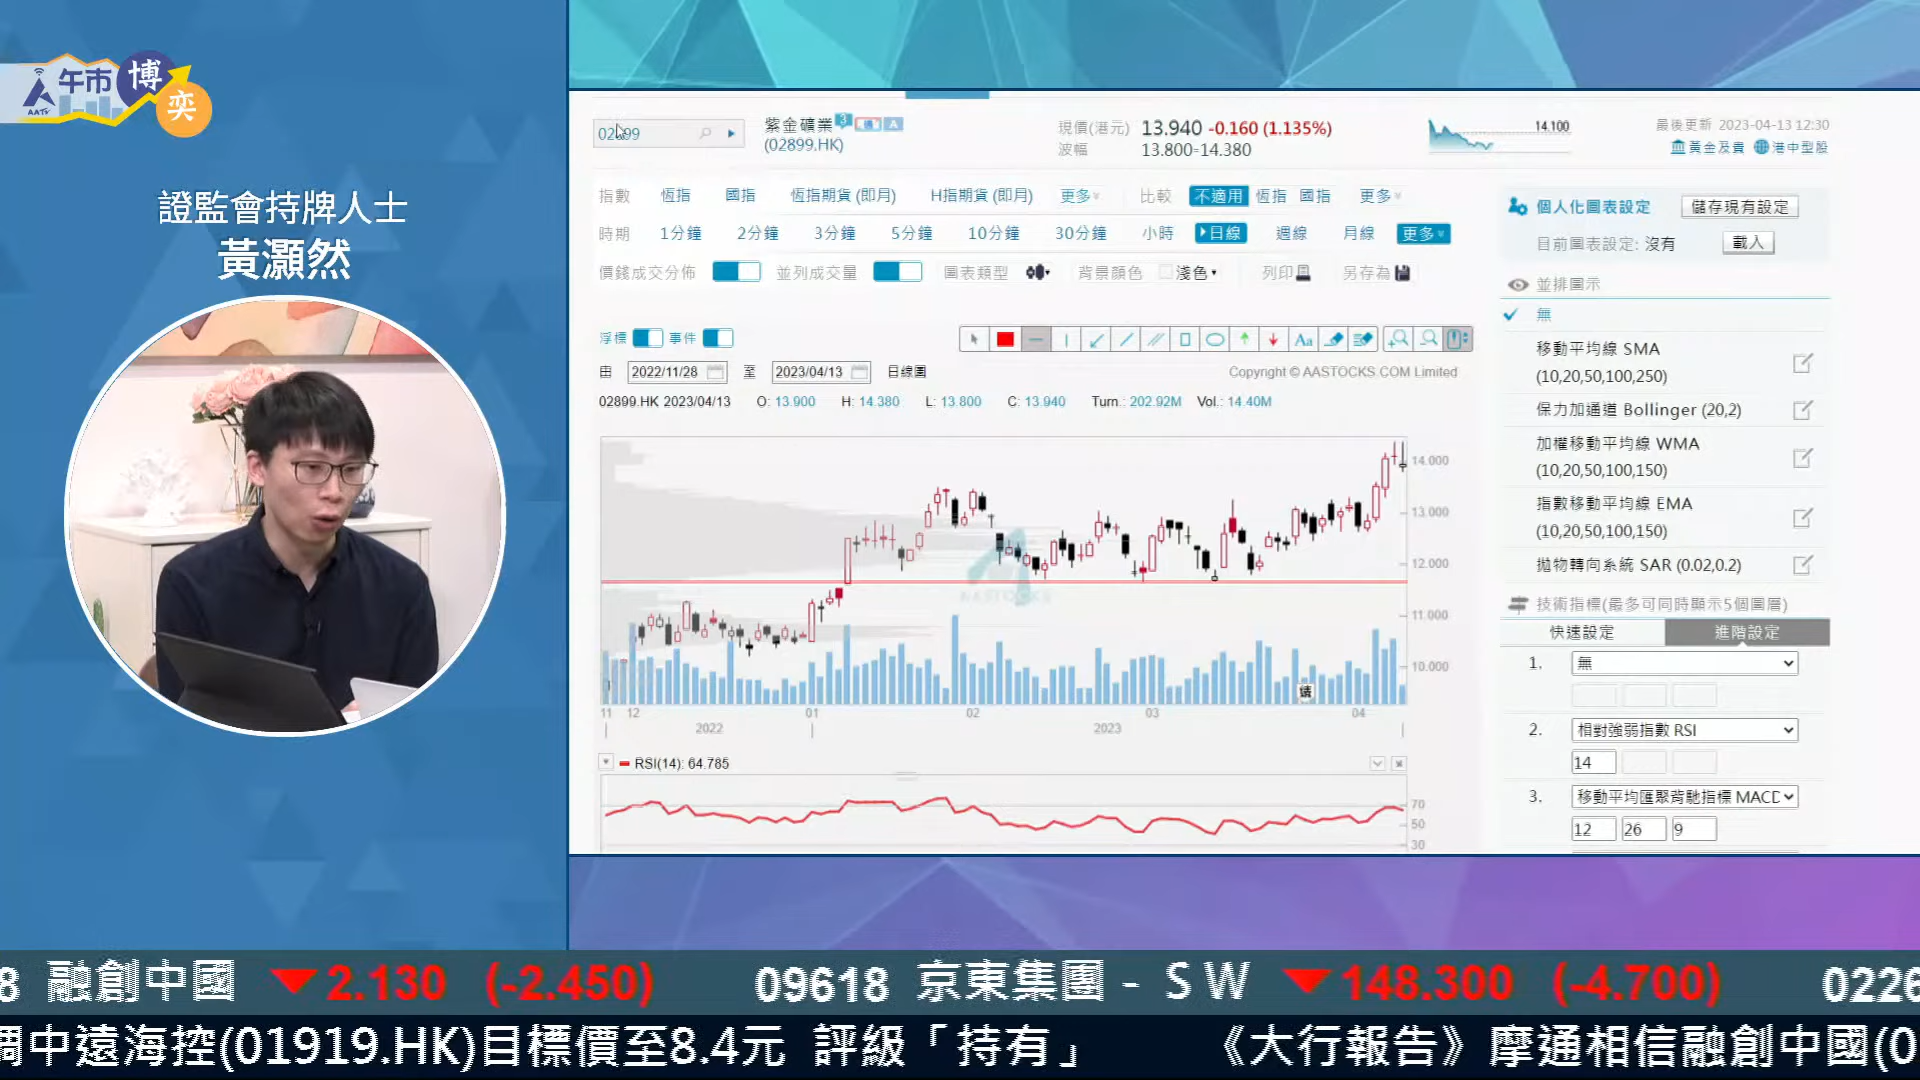 午市
博
奕
AATV
證監會持牌人士
黃灝然
紫金礦業
(02899.HK)
現價(港元) 13.940 -0.160 (1.135%)
波幅 13.800-14.380
14.100
最後更新 2023-04-13 12:30
黃金及貴 港中型股
指數 恆指 國指 恆指期貨(即月) H指期貨(即月) 更多 比較 不適用 恆指 國指 更多
時期 1分鐘 2分鐘 3分鐘 5分鐘 10分鐘 30分鐘 小時 日線 週線 月線 更多
價錢成交分佈 並列成交量 圖表類型 背景顏色 淺色 列印 另存為
浮標 事件
Aa
由 2022/11/28 至 2023/04/13 日線圖
Copyright © AASTOCKS.COM Limited
02899.HK 2023/04/13 O: 13.900 H: 14.380 L: 13.800 C: 13.940 Turn.: 202.92M Vol.: 14.40M
14.000
13.000
12.000
11.000
10.000
AASTOCKS
11 12 01 02 03 04
2022 2023
RSI(14): 64.785
70
50
30
個人化圖表設定 儲存現有設定
目前圖表設定: 沒有 載入
並排圖示
無
移動平均線 SMA
(10,20,50,100,250)
保力加通道 Bollinger (20,2)
加權移動平均線 WMA
(10,20,50,100,150)
指數移動平均線 EMA
(10,20,50,100,150)
拋物轉向系統 SAR (0.02,0.2)
技術指標(最多可同時顯示5個圖層)
快速設定 進階設定
1. 無
2. 相對強弱指數 RSI
14
3. 移動平均匯聚背馳指標 MACD
12 26 9
8 融創中國 ▼2.130 (-2.450) 09618 京東集團 - SW ▼148.300 (-4.700) 0226
中遠海控(01919.HK)目標價至8.4元 評級「持有」 《大行報告》摩通相信融創中國(0